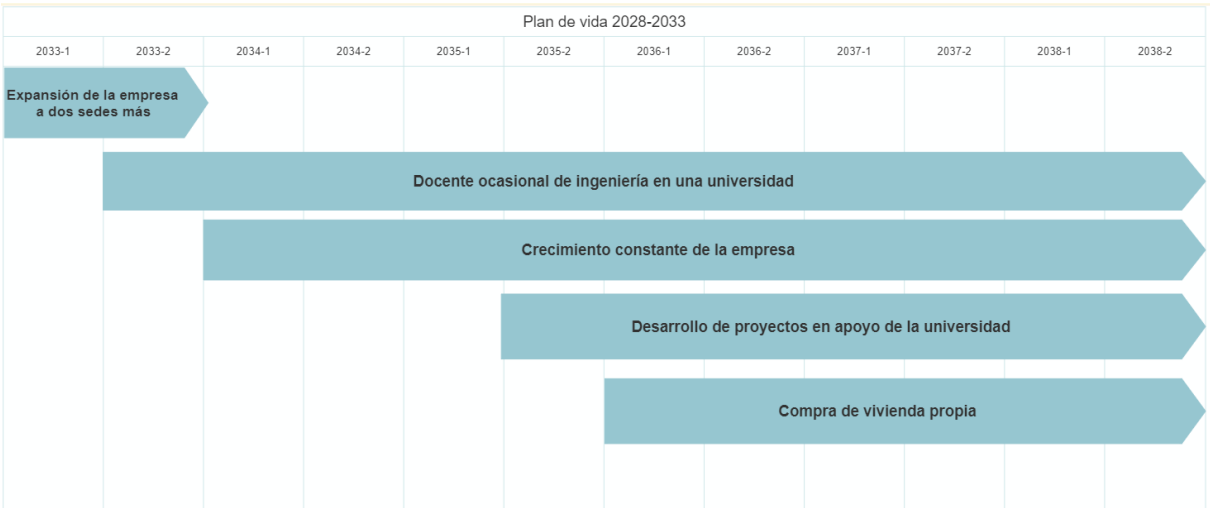 Plan de vida 2028-2033
2033-1 2033-2 2034-1 2034-2 2035-1 2035-2 2036-1 2036-2 2037-1 2037-2 2038-1 2038-2
Expansión de la empresa
a dos sedes más
Docente ocasional de ingeniería en una universidad
Crecimiento constante de la empresa
Desarrollo de proyectos en apoyo de la universidad
Compra de vivienda propia